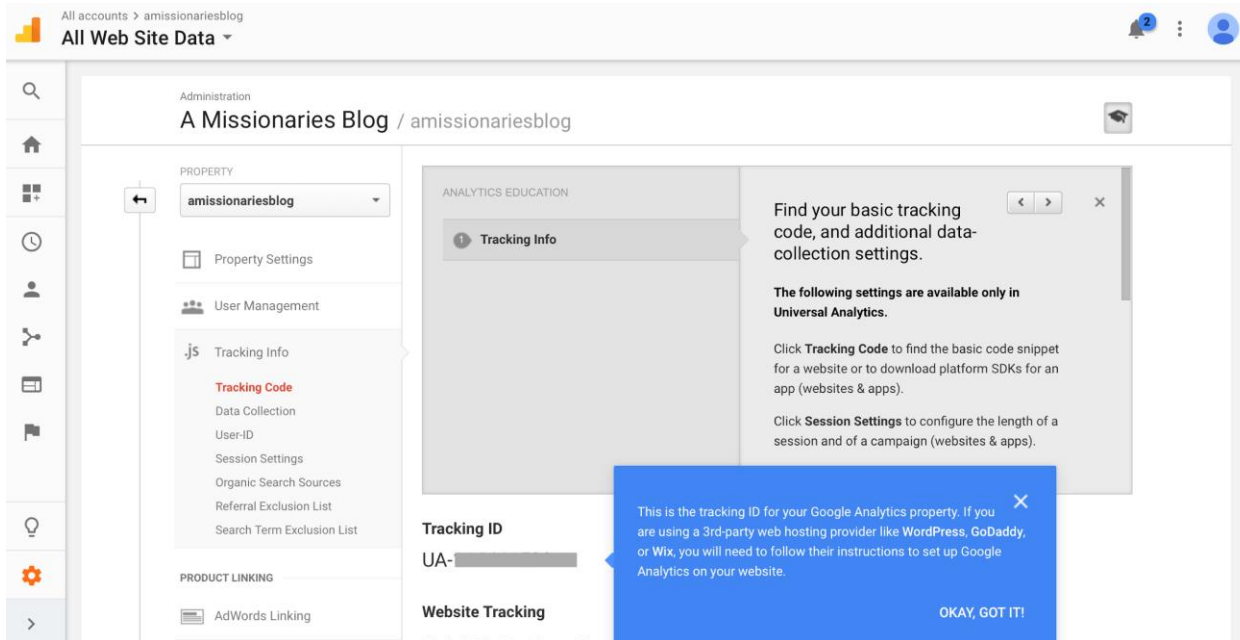 All accounts > amissionariesblog
All Web Site Data
2
Administration
A Missionaries Blog / amissionariesblog
PROPERTY
amissionariesblog
Property Settings
User Management
.js Tracking Info
Tracking Code
Data Collection
User-ID
Session Settings
Organic Search Sources
Referral Exclusion List
Search Term Exclusion List
PRODUCT LINKING
AdWords Linking
ANALYTICS EDUCATION
1 Tracking Info
Find your basic tracking
code, and additional data-
collection settings.
The following settings are available only in
Universal Analytics.
Click Tracking Code to find the basic code snippet
for a website or to download platform SDKs for an
app (websites & apps).
Click Session Settings to configure the length of a
session and of a campaign (websites & apps).
Tracking ID
UA-
This is the tracking ID for your Google Analytics property. If you
are using a 3rd-party web hosting provider like WordPress, GoDaddy,
or Wix, you will need to follow their instructions to set up Google
Analytics on your website.
OKAY, GOT IT!
Website Tracking